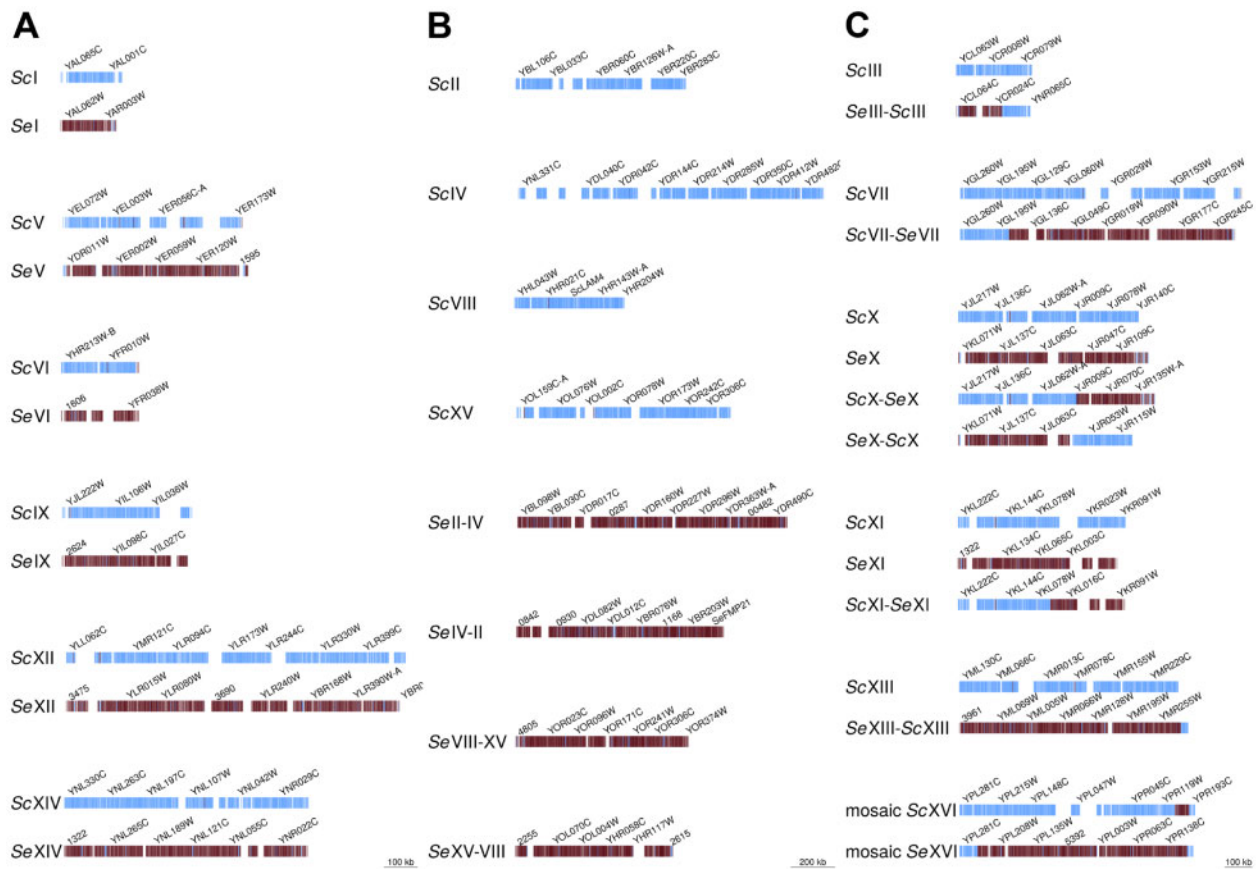 A
YAL065C YAL001C
ScI
YAL062W YAR003W
SeI
YEL072W YEL003W YER056C-A YER173W
ScV
YDR011W YER002W YER059W YER120W 1595
SeV
YHR213W-B YFR010W
ScVI
1606 YFR038W
SeVI
YJL222W YIL106W YIL036W
ScIX
2624 YIL098C YIL027C
SeIX
YLL062C YMR121C YLR094C YLR173W YLR244C YLR330W YLR399C
ScXII
3475 YLR015W YLR080W 3690 YLR240W YBR168W YLR390W-A
SeXII
YNL330C YNL263C YNL197C YNL107W YNL042W YNR029C
ScXIV
1322 YNL265C YNL189W YNL121C YNL055C YNR022C
SeXIV
100 kb
B
YBL106C YBL033C YBR060C YBR126W-A YBR220C YBR283C
ScII
YNL331C YDL040C YDR042C YDR144C YDR214W YDR285W YDR350C YDR412W
ScIV
YHL043W YHR021C ScLAM4 YHR143W-A YHR204W
ScVIII
YOL159C-A YOL076W YOL002C YOR078W YOR173W YOR242C YOR306C
ScXV
YBL098W YBL030C YDR017C 0287 YDR160W YDR227W YDR296W YDR363W-A 00482 YDR490C
SeII-IV
0842 0930 YDL082W YDL012C YBR078W 1168 YBR203W SeFMP21
SeIV-II
4805 YOR023C YOR096W YOR171C YOR241W YOR306C YOR374W
SeVIII-XV
2255 YOL070C YOL004W YHR058C YHR117W 2615
SeXV-VIII
200 kb
C
YCL063W YCR008W YCR079W
ScIII
YCL064C YCR024C YNR065C
SeIII-ScIII
YGL260W YGL195W YGL129C YGL060W YGR029W YGR153W YGR215W
ScVII
YGL260W YGL195W YGL136C YGL049C YGR019W YGR090W YGR177C YGR245C
ScVII-SeVII
YJL217W YJL136C YJL062W-A YJR009C YJR078W YJR140C
ScX
YKL071W YJL137C YJL063C YJR047C YJR109C
SeX
YJL217W YJL136C YJL062W-A YJR009C YJR070C YJR135W-A
ScX-SeX
YKL071W YJL137C YJL063C YJR053W YJR115W
SeX-ScX
YKL222C YKL144C YKL078W YKR023W YKR091W
ScXI
1322 YKL134C YKL065C YKL003C
SeXI
YKL222C YKL144C YKL078W YKL016C YKR091W
ScXI-SeXI
YML130C YML066C YMR013C YMR078C YMR155W YMR229C
ScXIII
3961 YML069W YML005W YMR066W YMR128W YMR195W YMR255W
SeXIII-ScXIII
YPL281C YPL215W YPL148C YPL047W YPR045C YPR119W YPR193C
mosaic ScXVI
YPL281C YPL208W YPL135W 5392 YPL003W YPR063C YPR138C
mosaic SeXVI
100 kb